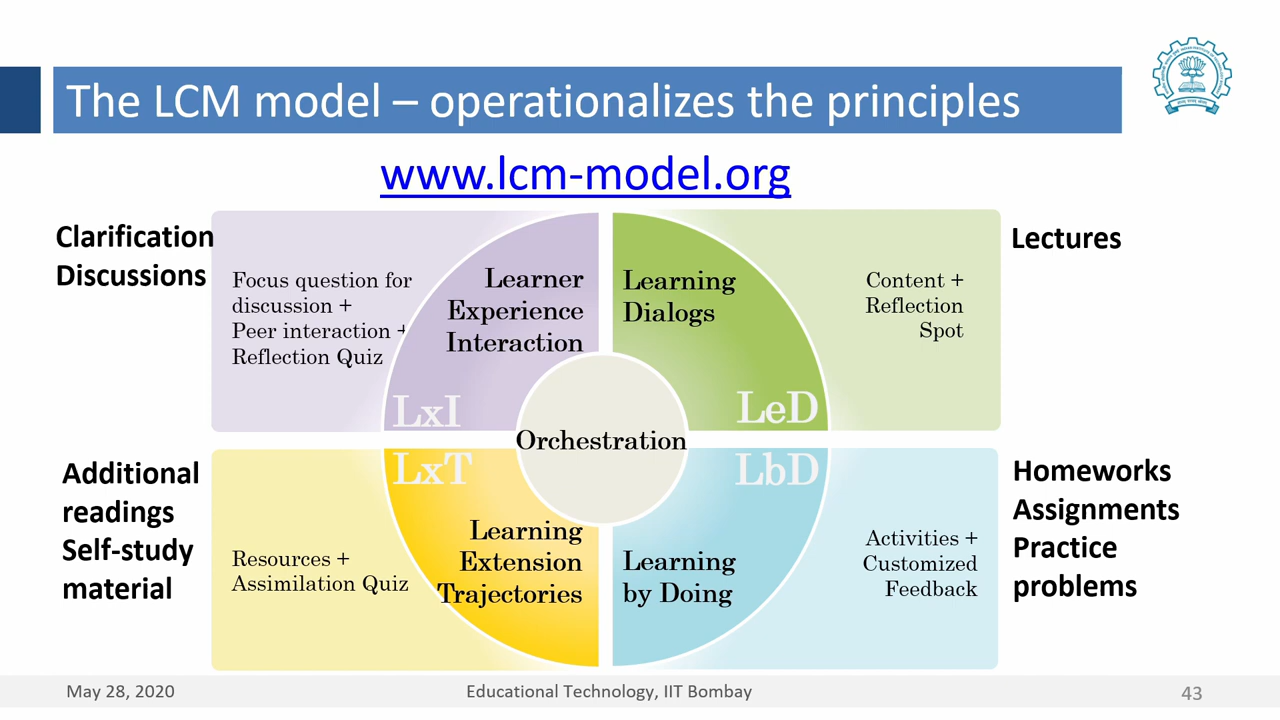 The LCM model – operationalizes the principles
www.lcm-model.org
Clarification
Discussions
Focus question for
discussion +
Peer interaction +
Reflection Quiz
Learner
Experience
Interaction
LxI
Learning
Dialogs
LeD
Content +
Reflection
Spot
Lectures
Orchestration
Additional
readings
Self-study
material
Resources +
Assimilation Quiz
LxT
Learning
Extension
Trajectories
LbD
Learning
by Doing
Activities +
Customized
Feedback
Homeworks
Assignments
Practice
problems
May 28, 2020
Educational Technology, IIT Bombay
43